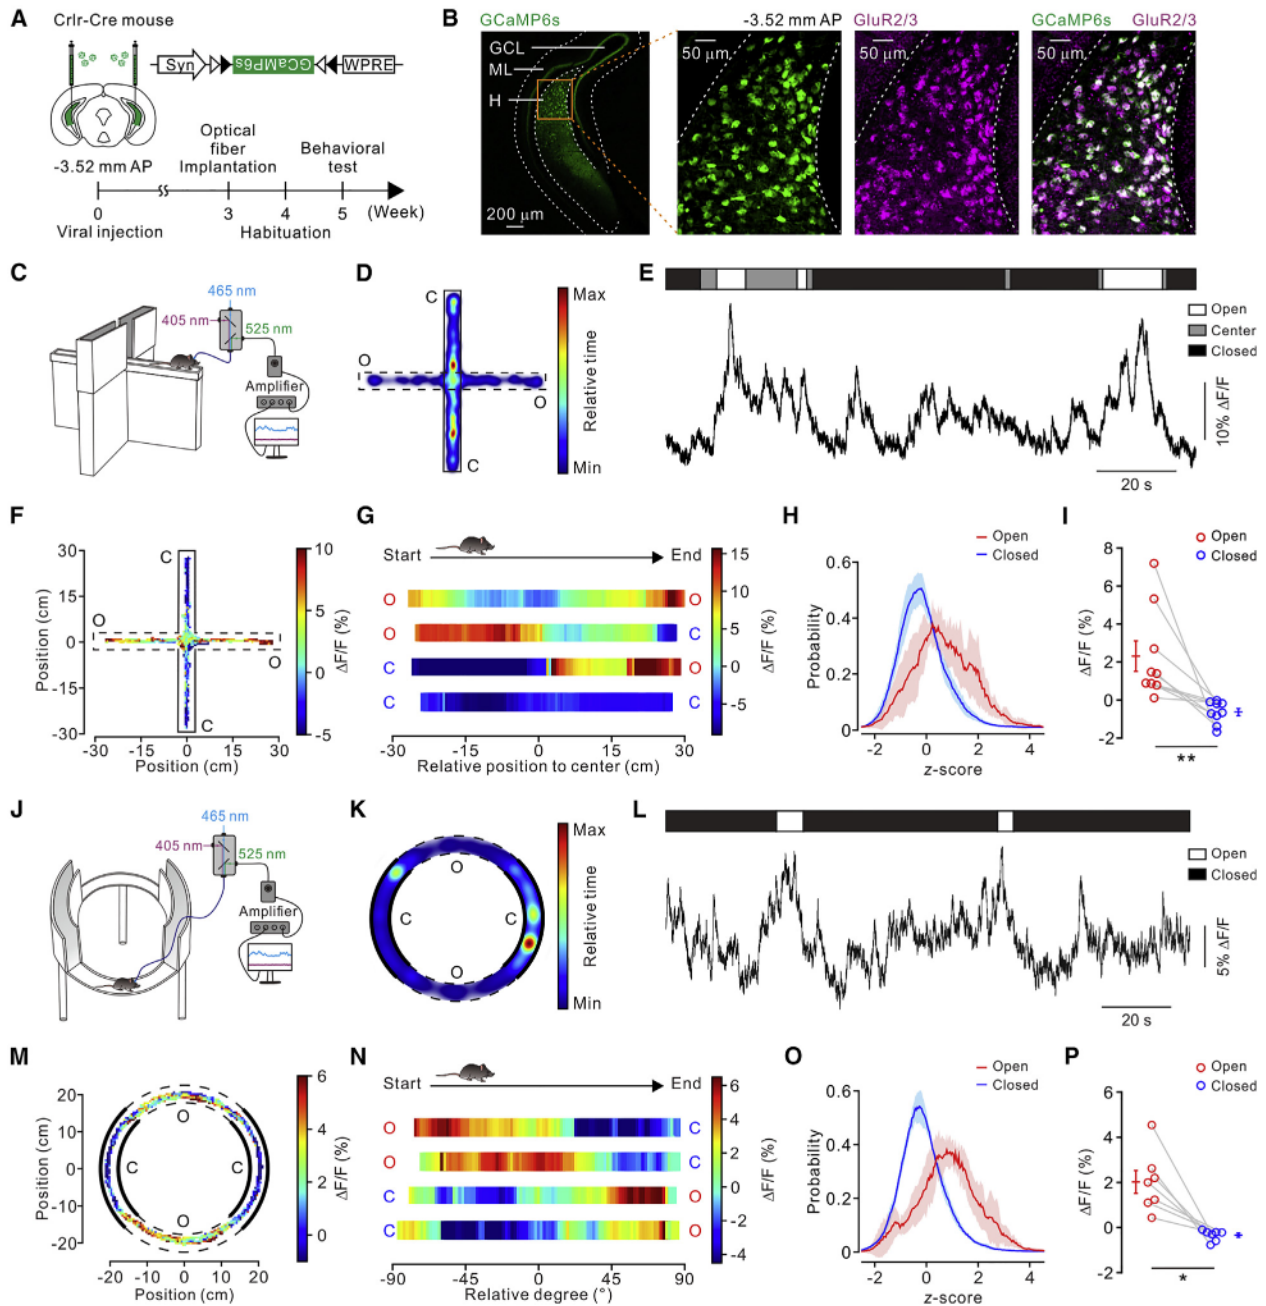 A
Crlr-Cre mouse
Syn
GCaMP6s
WPRE
-3.52 mm AP
Optical
fiber
Implantation
Behavioral
test
0
3
4
5
(Week)
Viral injection
Habituation
B
GCaMP6s
-3.52 mm AP
GluR2/3
GCaMP6s GluR2/3
GCL
ML
H
200 μm
50 μm
50 μm
50 μm
C
465 nm
405 nm
525 nm
Amplifier
D
C
O
O
C
Max
Relative time
Min
E
Open
Center
Closed
10% ΔF/F
20 s
F
30
15
0
-15
-30
Position (cm)
C
O
O
C
-30 -15 0 15 30
Position (cm)
10
5
0
-5
ΔF/F (%)
G
Start
End
O O
O C
C O
C C
-30 -15 0 15 30
Relative position to center (cm)
15
10
5
0
-5
ΔF/F (%)
H
Open
Closed
0.6
0.4
0.2
0
Probability
-2 0 2 4
z-score
I
Open
Closed
8
6
4
2
0
-2
ΔF/F (%)
**
J
465 nm
405 nm
525 nm
Amplifier
K
O
C C
O
Max
Relative time
Min
L
Open
Closed
5% ΔF/F
20 s
M
20
10
0
-10
-20
Position (cm)
O
C C
O
-20 -10 0 10 20
Position (cm)
6
4
2
0
ΔF/F (%)
N
Start
End
O C
O C
C O
C O
-90 -45 0 45 90
Relative degree (°)
6
4
2
0
-2
-4
ΔF/F (%)
O
Open
Closed
0.6
0.4
0.2
0
Probability
-2 0 2 4
z-score
P
Open
Closed
6
4
2
0
-2
ΔF/F (%)
*